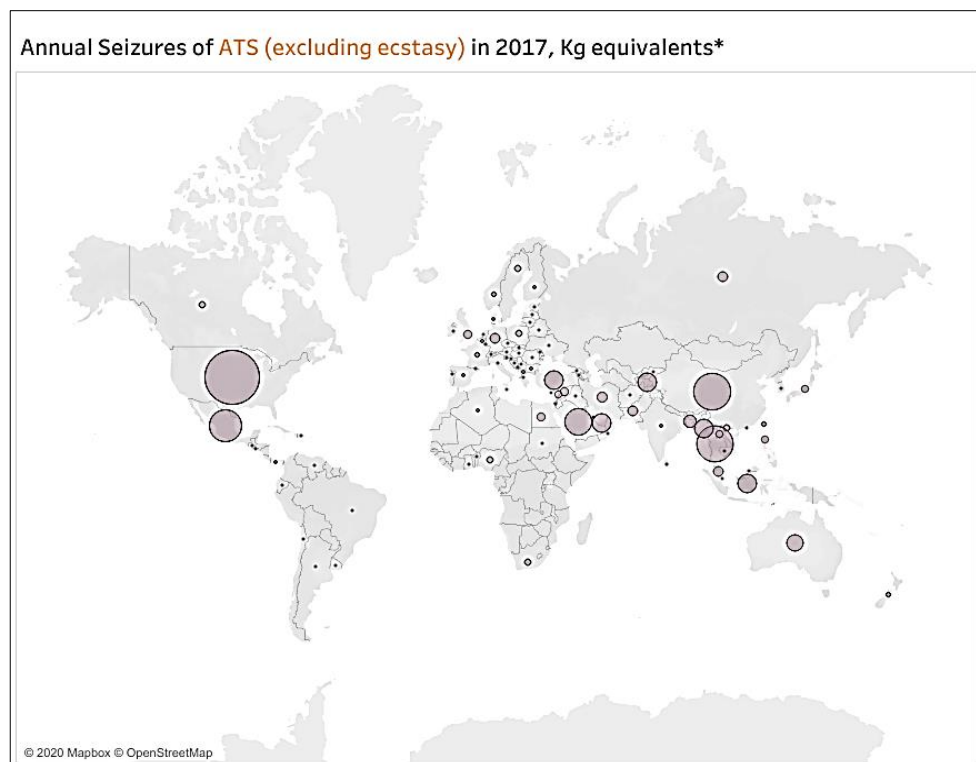 Annual Seizures of ATS (excluding ecstasy) in 2017, Kg equivalents*
© 2020 Mapbox © OpenStreetMap